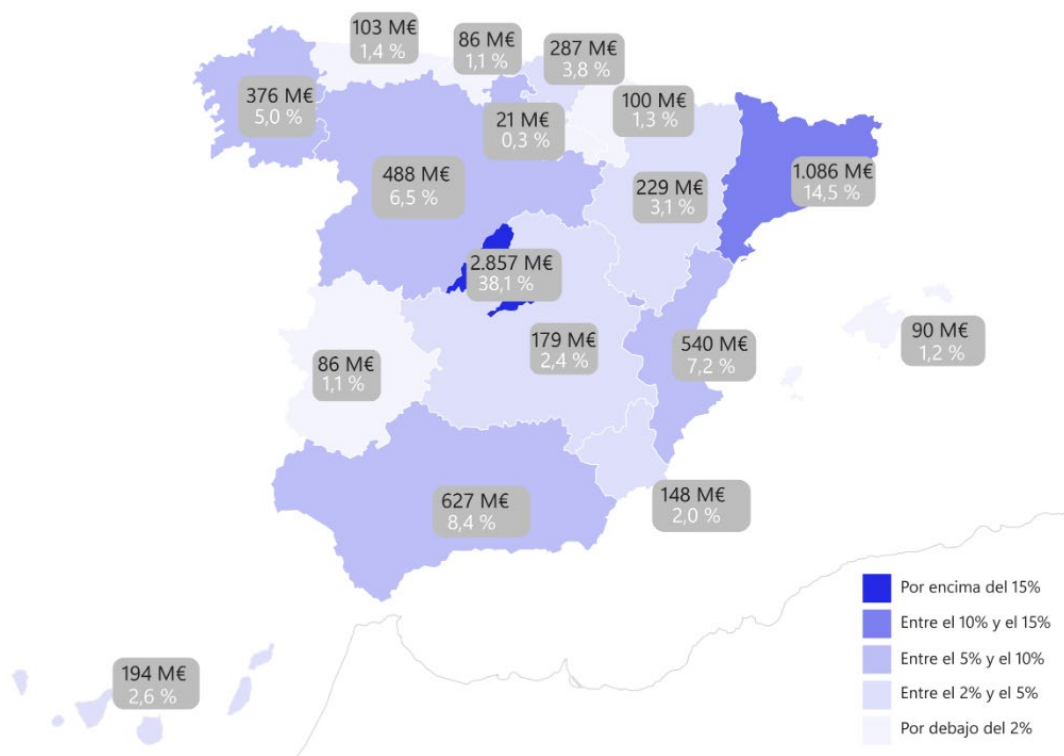 103 M€
1,4 %
86 M€
1,1 %
287 M€
3,8 %
376 M€
5,0 %
21 M€
0,3 %
100 M€
1,3 %
488 M€
6,5 %
229 M€
3,1 %
1.086 M€
14,5 %
2.857 M€
38,1 %
86 M€
1,1 %
179 M€
2,4 %
540 M€
7,2 %
90 M€
1,2 %
627 M€
8,4 %
148 M€
2,0 %
194 M€
2,6 %
Por encima del 15%
Entre el 10% y el 15%
Entre el 5% y el 10%
Entre el 2% y el 5%
Por debajo del 2%